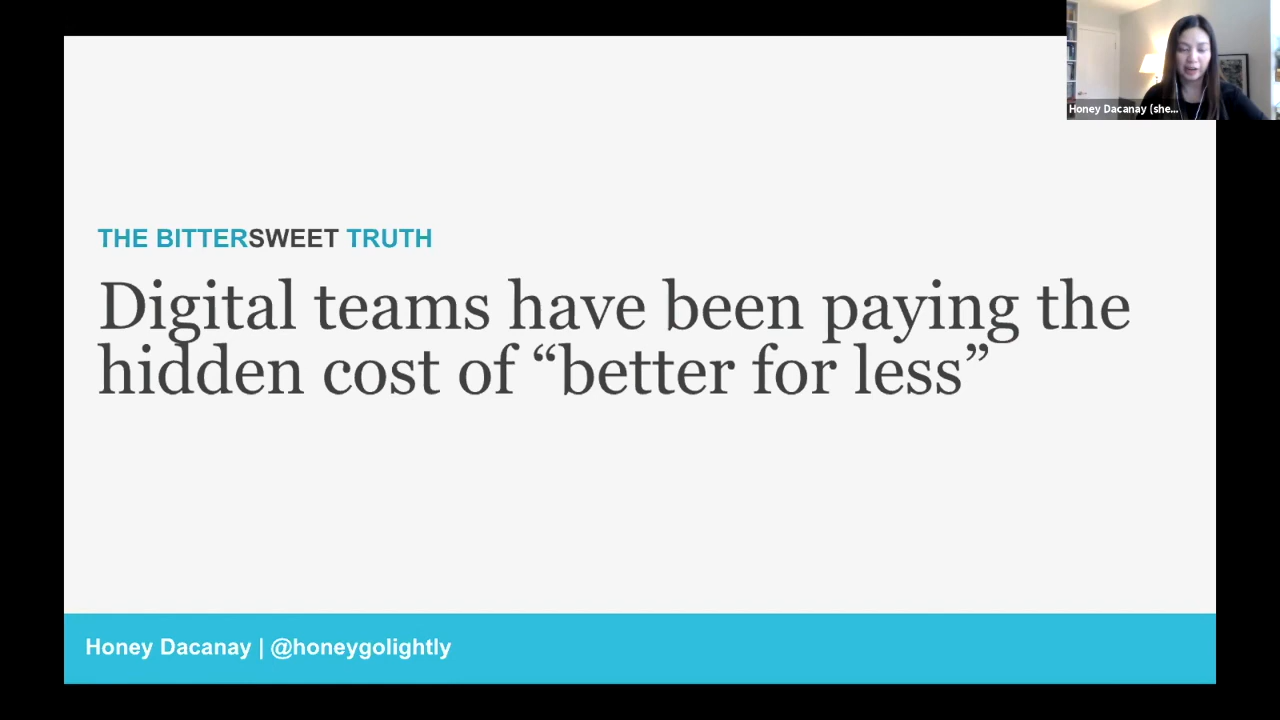 Honey Dacanay (she...
THE BITTERSWEET TRUTH
Digital teams have been paying the
hidden cost of “better for less”
Honey Dacanay | @honeygolightly